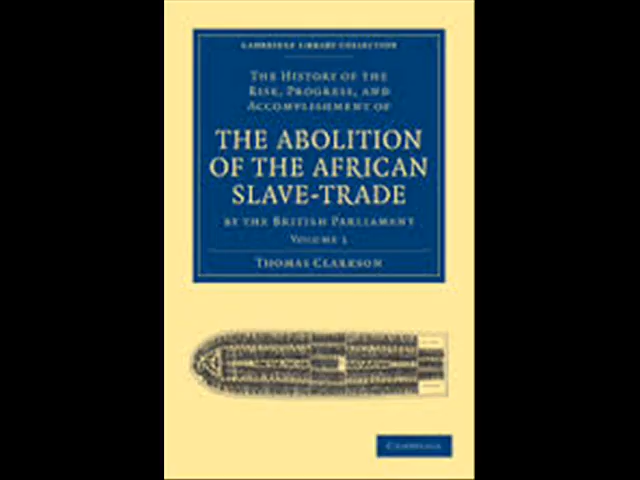 CAMBRIDGE LIBRARY COLLECTION
THE HISTORY OF THE
RISE, PROGRESS, AND
ACCOMPLISHMENT OF
THE ABOLITION
OF THE AFRICAN
SLAVE-TRADE
BY THE BRITISH PARLIAMENT
VOLUME 1
THOMAS CLARKSON
CAMBRIDGE